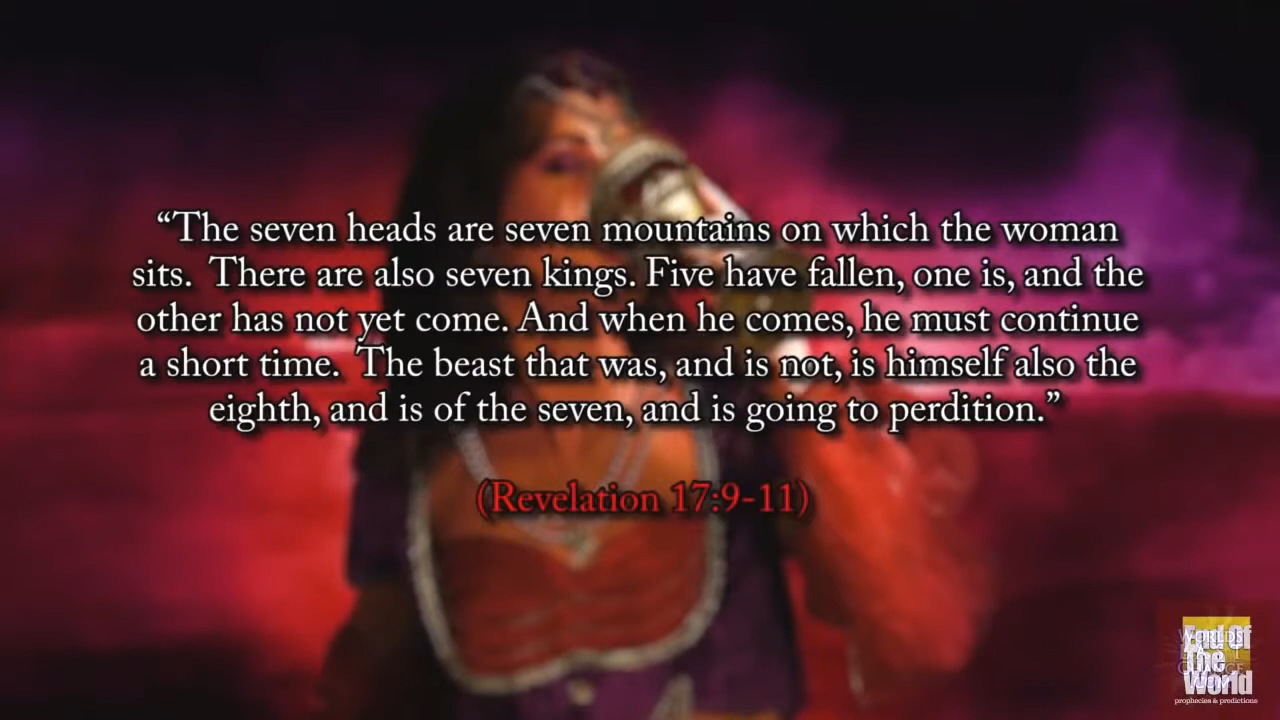 “The seven heads are seven mountains on which the woman
sits. There are also seven kings. Five have fallen, one is, and the
other has not yet come. And when he comes, he must continue
a short time. The beast that was, and is not, is himself also the
eighth, and is of the seven, and is going to perdition.”
(Revelation 17:9-11)
End Of
The
World
prophecies & predictions